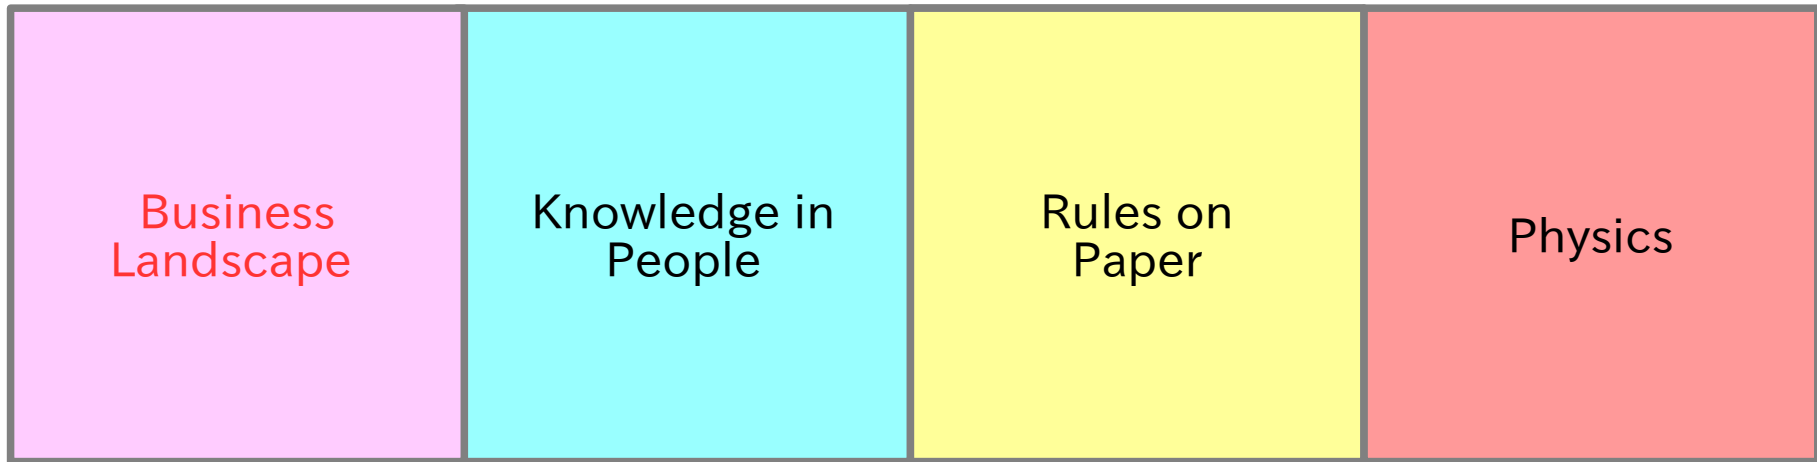 Business
Landscape
Knowledge in
People
Rules on
Paper
Physics